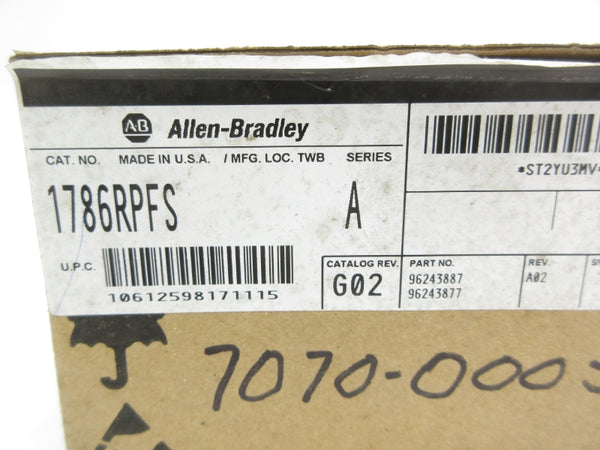 AB Allen-Bradley
CAT. NO. MADE IN U.S.A. / MFG. LOC. TWB SERIES
1786RPFS A
U.P.C.
10612598171115
CATALOG REV.
G02
PART NO.
96243887
96243877
REV.
A02
*ST2YU3MV*
7070-000